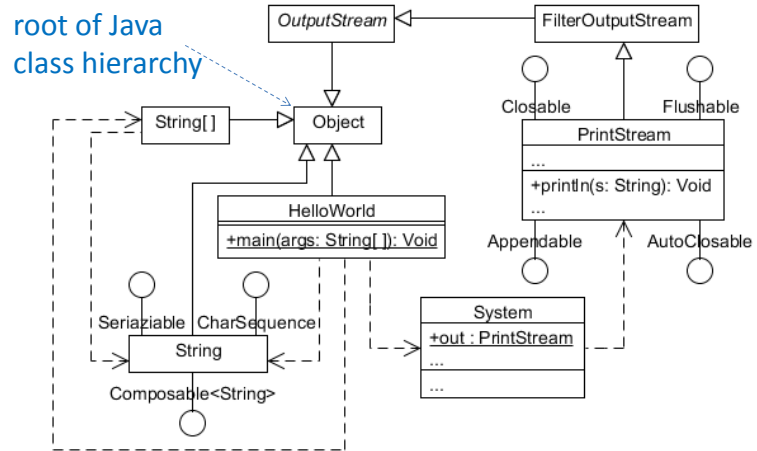 root of Java
class hierarchy
OutputStream
FilterOutputStream
String[ ]
Object
Closable
Flushable
PrintStream
...
+println(s: String): Void
...
HelloWorld
+main(args: String[ ]): Void
Appendable
AutoClosable
Seriaziable
CharSequence
String
Composable<String>
System
+out : PrintStream
...
...